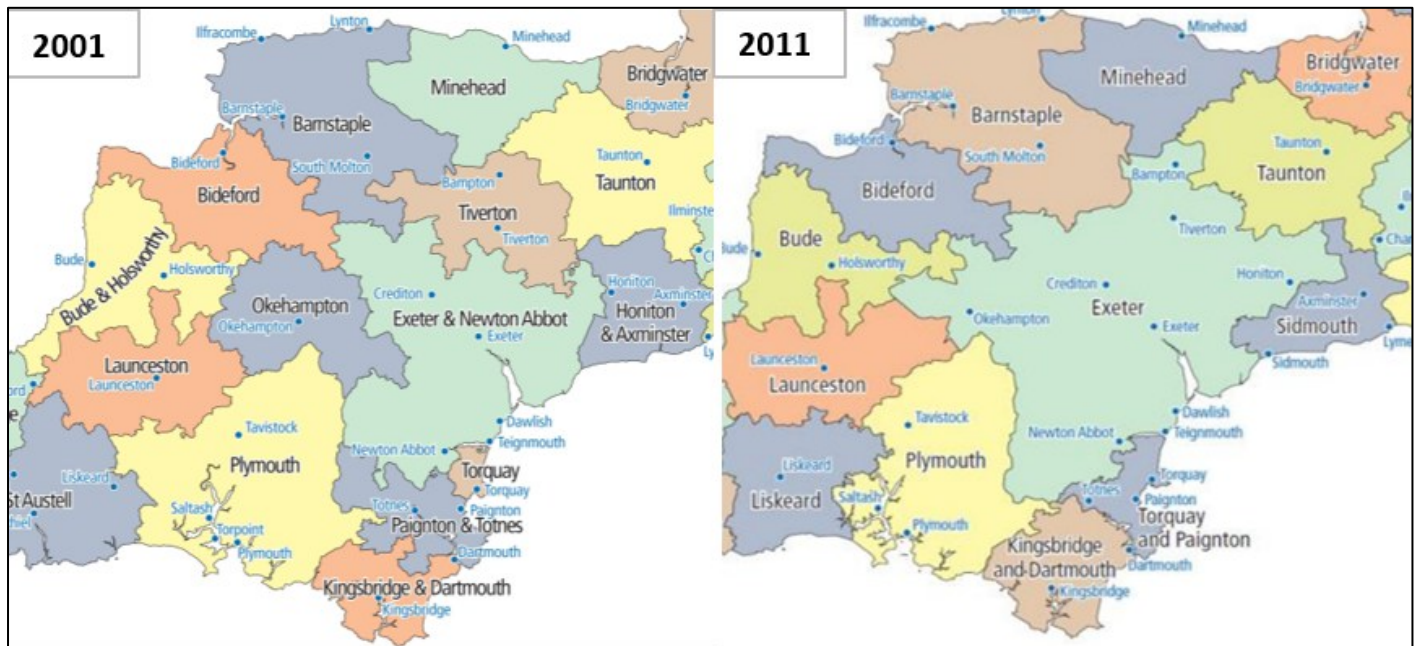 2001
Ilfracombe
Lynton
Minehead
Minehead
Bridgwater
Bridgwater
Barnstaple
Barnstaple
South Molton
Taunton
Taunton
Bideford
Bideford
Bampton
Tiverton
Tiverton
Ilminster
Bude & Holsworthy
Bude
Holsworthy
Okehampton
Okehampton
Crediton
Exeter & Newton Abbot
Exeter
Honiton
Axminster
Honiton
& Axminster
Launceston
Launceston
Tavistock
Plymouth
Newton Abbot
Dawlish
Teignmouth
Torquay
Torquay
Liskeard
St Austell
Saltash
Torpoint
Plymouth
Totnes
Paignton
Paignton & Totnes
Dartmouth
Kingsbridge & Dartmouth
Kingsbridge
2011
Ilfracombe
Lynton
Minehead
Minehead
Bridgwater
Bridgwater
Barnstaple
Barnstaple
South Molton
Taunton
Taunton
Bideford
Bideford
Bampton
Tiverton
Bude
Bude
Holsworthy
Crediton
Exeter
Exeter
Okehampton
Honiton
Axminster
Sidmouth
Sidmouth
Lyme
Launceston
Launceston
Tavistock
Plymouth
Newton Abbot
Dawlish
Teignmouth
Liskeard
Liskeard
Saltash
Plymouth
Totnes
Torquay
Paignton
Torquay
and Paignton
Dartmouth
Kingsbridge
and Dartmouth
Kingsbridge